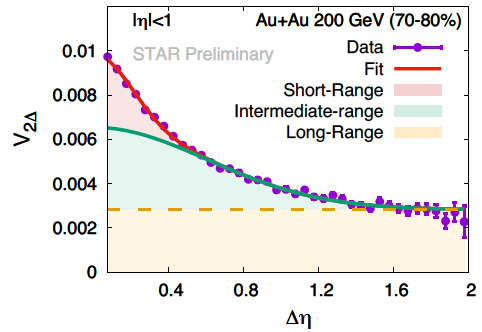 |η|<1
Au+Au 200 GeV (70-80%)
STAR Preliminary
Data
Fit
Short-Range
Intermediate-range
Long-Range
V2Δ
0.01
0.008
0.006
0.004
0.002
0
0.4
0.8
1.2
1.6
2
Δη